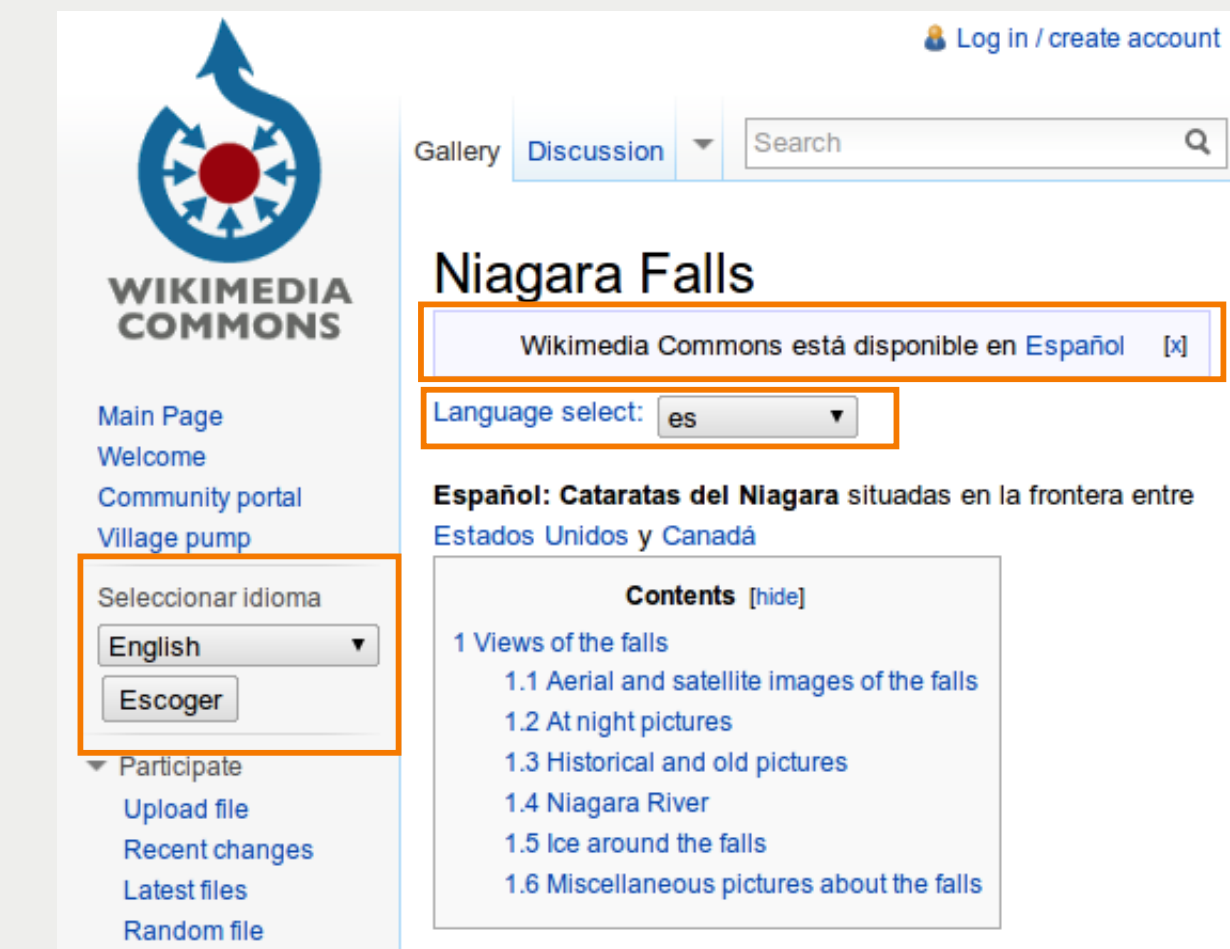 Log in / create account
Gallery Discussion Search
WIKIMEDIA
COMMONS
Main Page
Welcome
Community portal
Village pump
Seleccionar idioma
English
Escoger
Participate
Upload file
Recent changes
Latest files
Random file
Niagara Falls
Wikimedia Commons está disponible en Español [x]
Language select: es
Español: Cataratas del Niagara situadas en la frontera entre
Estados Unidos y Canadá
Contents [hide]
1 Views of the falls
1.1 Aerial and satellite images of the falls
1.2 At night pictures
1.3 Historical and old pictures
1.4 Niagara River
1.5 Ice around the falls
1.6 Miscellaneous pictures about the falls